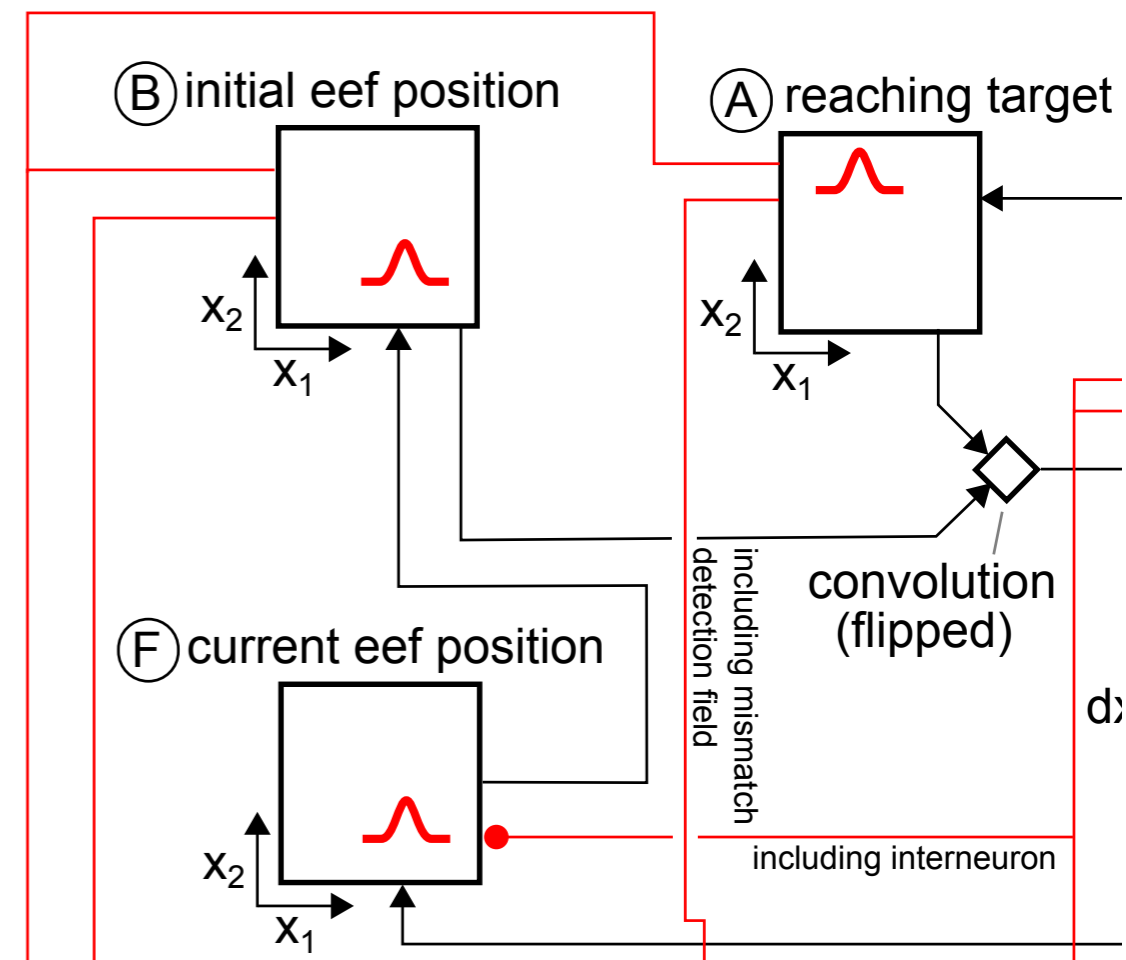 B initial eef position
A reaching target
x2
x1
x2
x1
convolution
(flipped)
including mismatch
detection field
F current eef position
dx
including interneuron
x2
x1